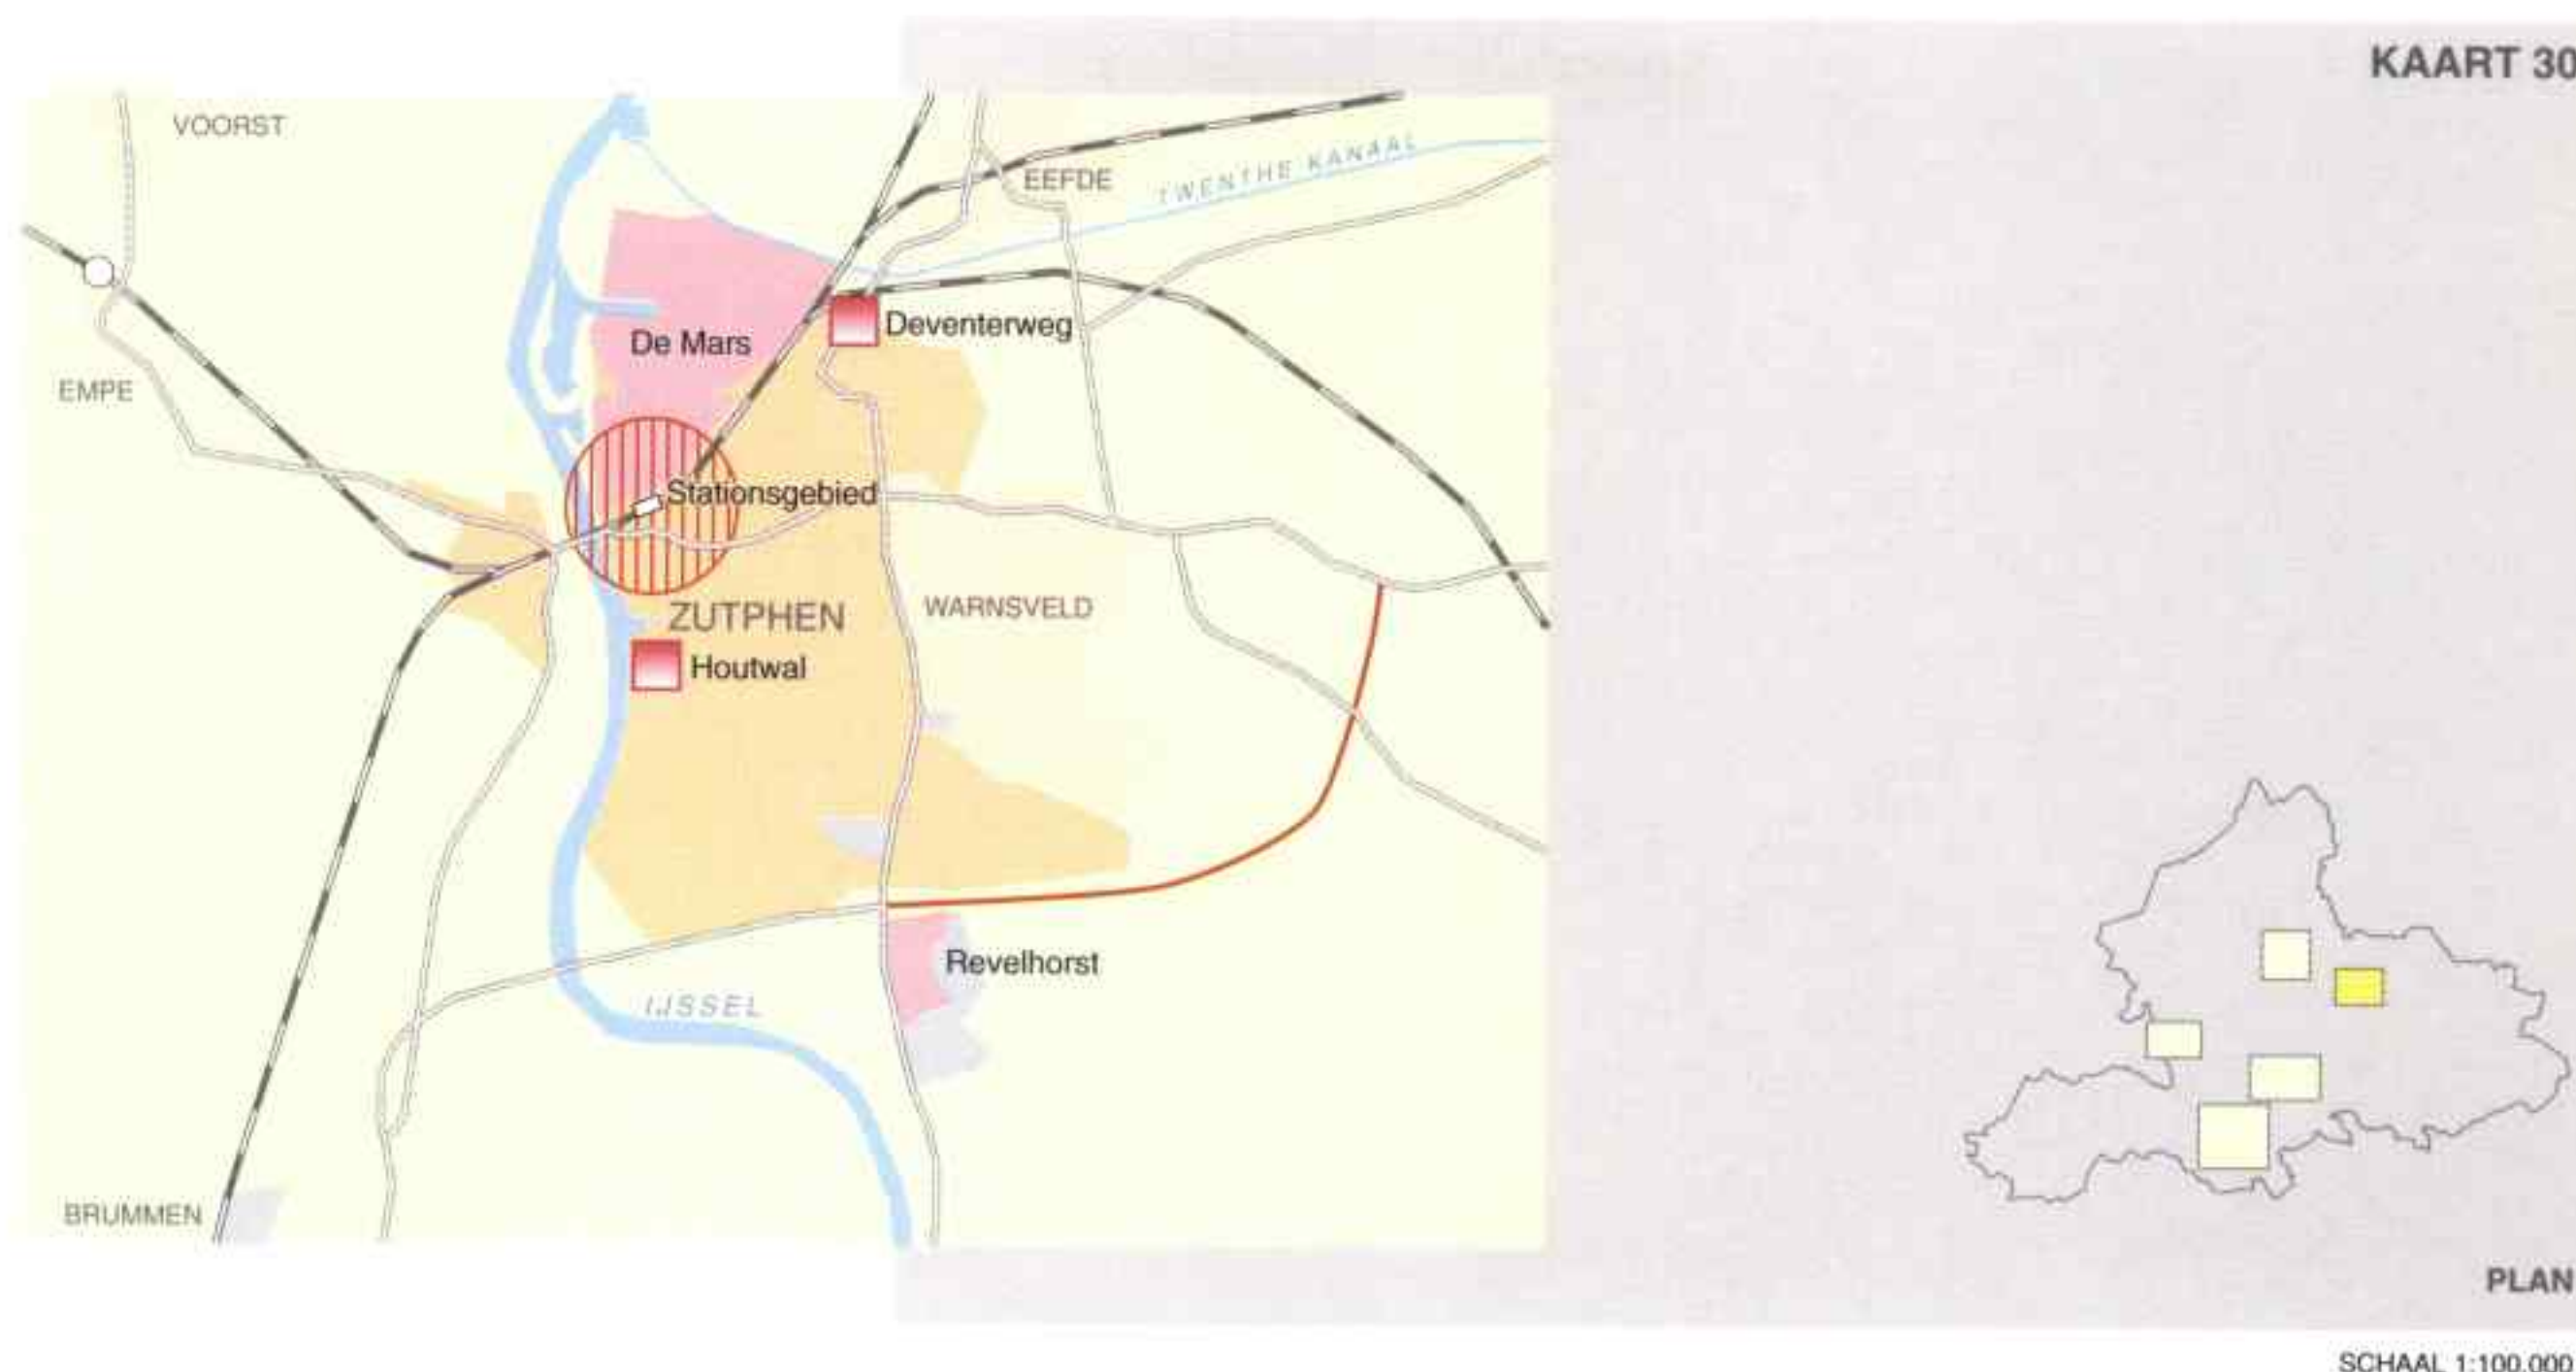 KAART 30
VOORST
EEFDE
TWENTHE KANAAL
Deventerweg
De Mars
EMPE
Stationsgebied
ZUTPHEN
WARNSVELD
Houtwal
Revelhorst
IJSSEL
BRUMMEN
PLAN
SCHAAL 1:100.000